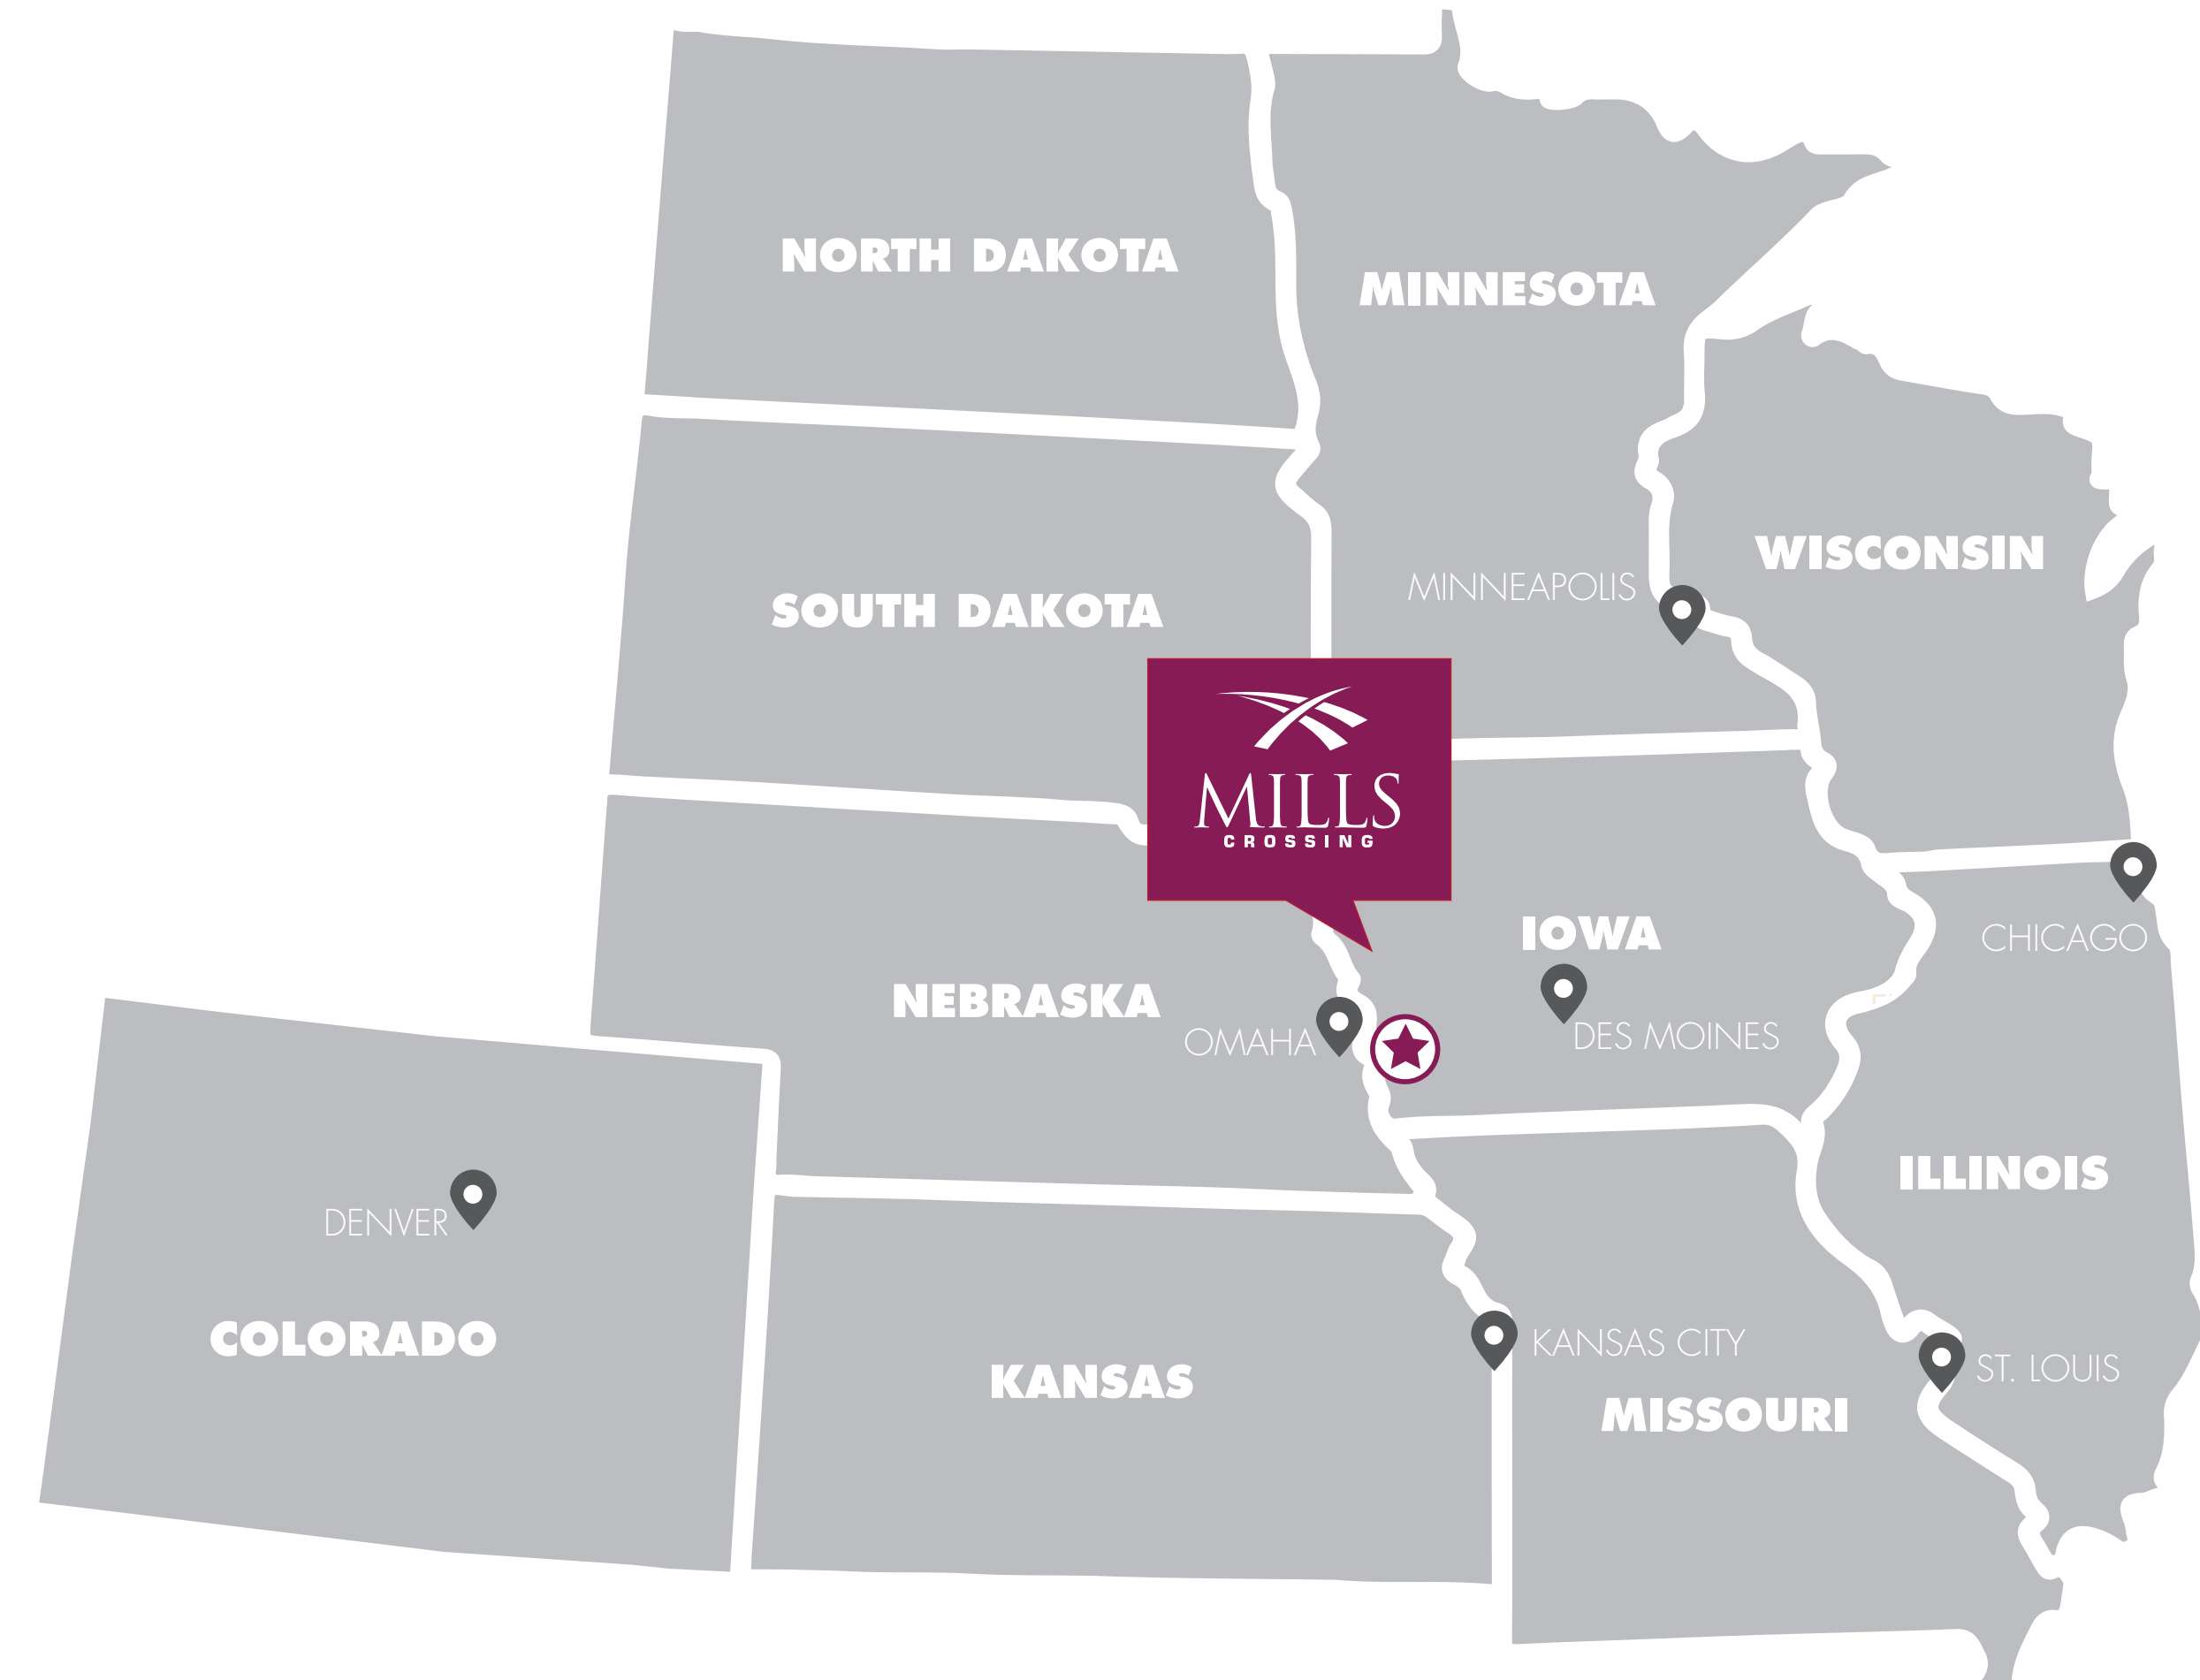 NORTH DAKOTA
MINNESOTA
WISCONSIN
MINNEAPOLIS
SOUTH DAKOTA
MILLS
CROSSING
IOWA
CHICAGO
NEBRASKA
OMAHA
DES MOINES
ILLINOIS
DENVER
COLORADO
KANSAS CITY
ST. LOUIS
KANSAS
MISSOURI